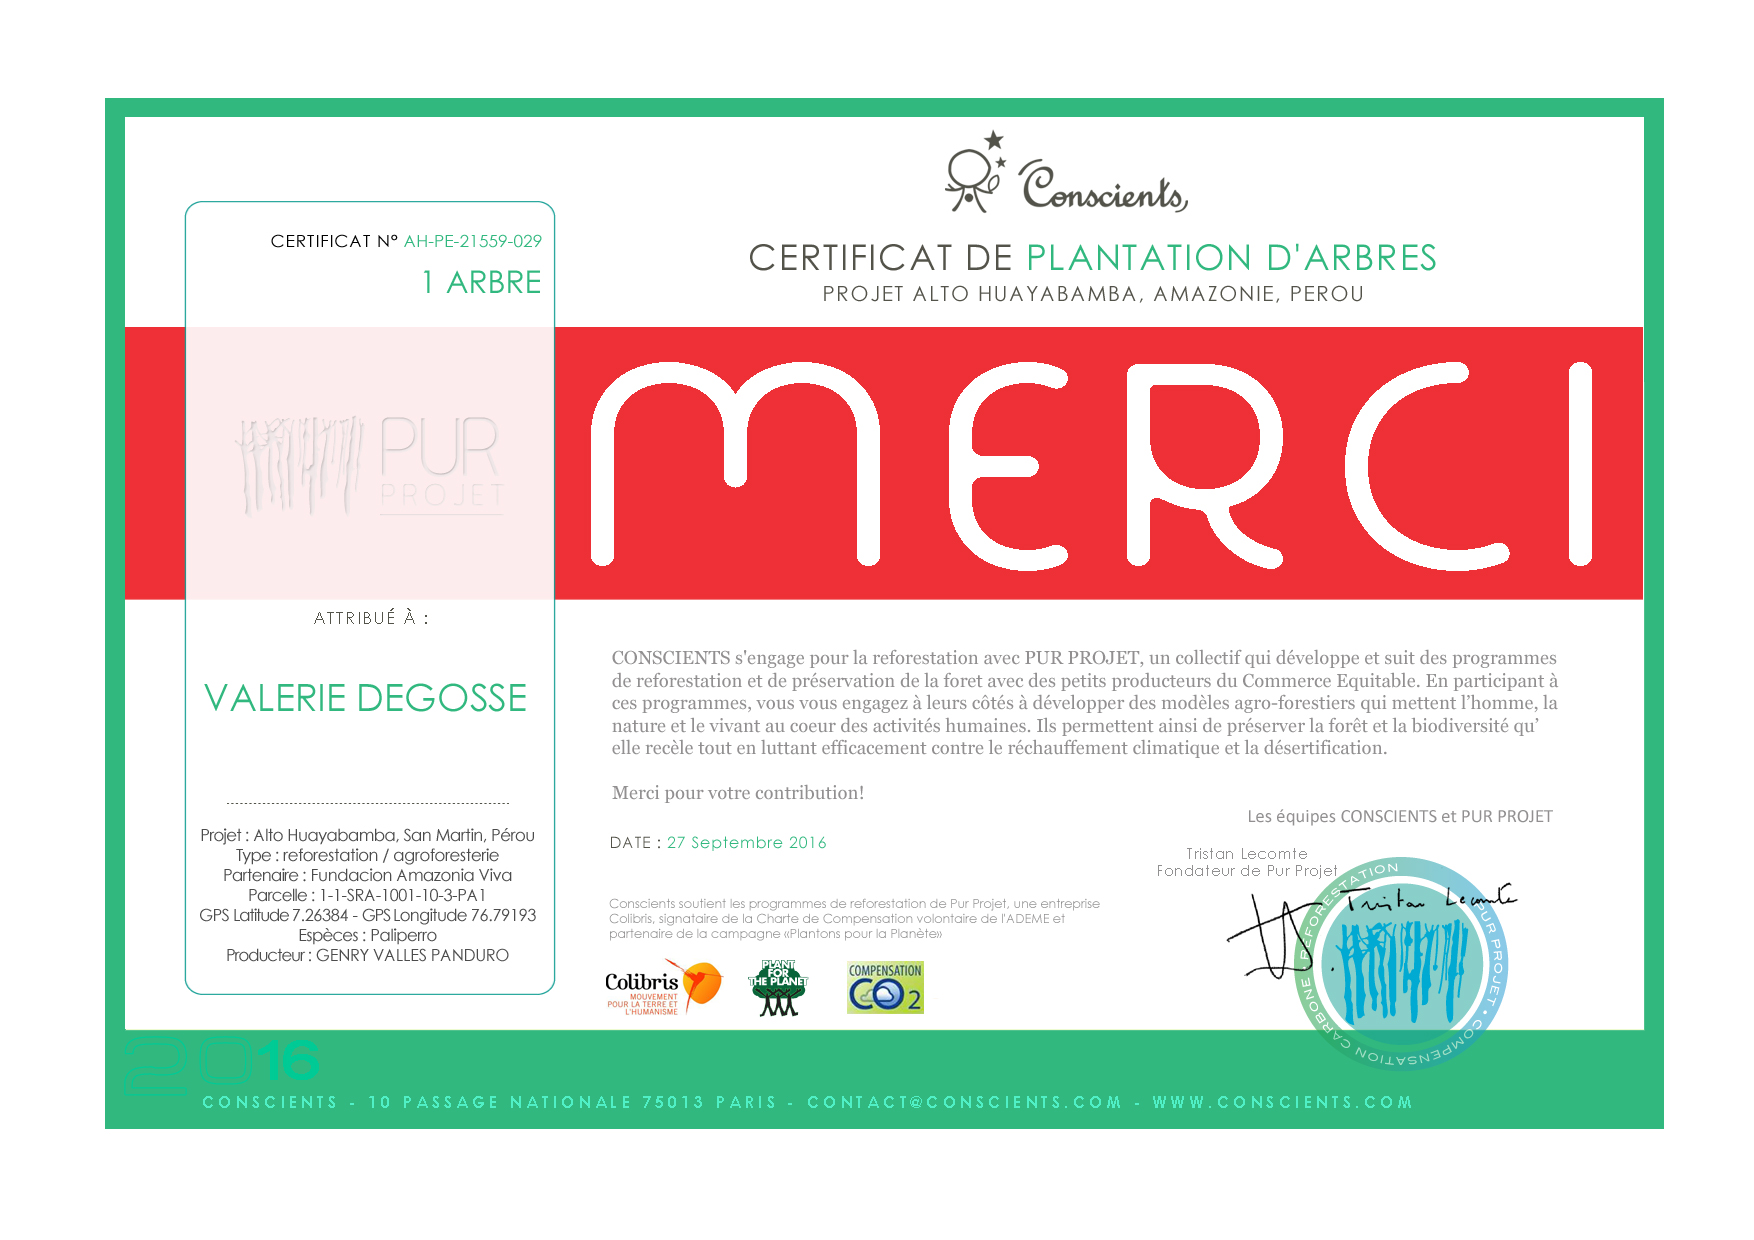 Conscients
CERTIFICAT N° AH-PE-21559-029
1 ARBRE
CERTIFICAT DE PLANTATION D'ARBRES
PROJET ALTO HUAYABAMBA, AMAZONIE, PEROU
PUR
PROJET
MERCI
ATTRIBUÉ À :
VALERIE DEGOSSE
Projet : Alto Huayabamba, San Martin, Pérou
Type : reforestation / agroforesterie
Partenaire : Fundacion Amazonia Viva
Parcelle : 1-1-SRA-1001-10-3-PA1
GPS Latitude 7.26384 - GPS Longitude 76.79193
Espèces : Paliperro
Producteur : GENRY VALLES PANDURO
CONSCIENTS s'engage pour la reforestation avec PUR PROJET, un collectif qui développe et suit des programmes
de reforestation et de préservation de la foret avec des petits producteurs du Commerce Equitable. En participant à
ces programmes, vous vous engagez à leurs côtés à développer des modèles agro-forestiers qui mettent l’homme, la
nature et le vivant au coeur des activités humaines. Ils permettent ainsi de préserver la forêt et la biodiversité qu’
elle recèle tout en luttant efficacement contre le réchauffement climatique et la désertification.
Merci pour votre contribution!
Les équipes CONSCIENTS et PUR PROJET
DATE : 27 Septembre 2016
Tristan Lecomte
Fondateur de Pur Projet
Tristan Lecomte
REFORESTATION
PUR PROJET • COMPENSATION CARBONE
Conscients soutient les programmes de reforestation de Pur Projet, une entreprise
Colibris, signataire de la Charte de Compensation volontaire de l'ADEME et
partenaire de la campagne «Plantons pour la Planète»
Colibris
MOUVEMENT
POUR LA TERRE ET
L'HUMANISME
PLANT
FOR
THE PLANET
COMPENSATION
CO2
2016
CONSCIENTS - 10 PASSAGE NATIONALE 75013 PARIS - CONTACT@CONSCIENTS.COM - WWW.CONSCIENTS.COM